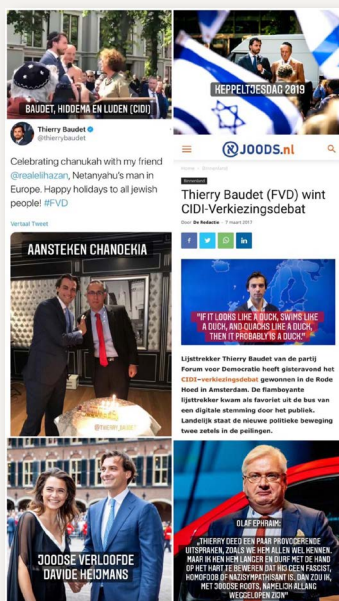 BAUDET, HIDDEMA EN LUDEN (CIDI)
KEPPELTJESDAG 2019
Thierry Baudet
@thierrybaudet
Celebrating chanukah with my friend
@realelihazan, Netanyahu's man in
Europe. Happy holidays to all jewish
people! #FVD
Vertaal Tweet
JOODS.nl
Home
Binnenland
Binnenland
Thierry Baudet (FVD) wint
CIDI-Verkiezingsdebat
Door De Redactie - 7 maart 2017
AANSTEKEN CHANOEKIA
@THIERRY_BAUDET
"IF IT LOOKS LIKE A DUCK, SWIMS LIKE
A DUCK, AND QUACKS LIKE A DUCK,
THEN IT PROBABLY IS A DUCK."
Lijsttrekker Thierry Baudet van de partij
Forum voor Democratie heeft gisteravond het
CIDI-verkiezingsdebat gewonnen in de Rode
Hoed in Amsterdam. De flamboyante
lijsttrekker kwam als favoriet uit de bus van
een digitale stemming door het publiek.
Landelijk staat de nieuwe politieke beweging
twee zetels in de peilingen.
JOODSE VERLOOFDE
DAVIDE HEIJMANS
OLAF EPHRAIM:
"THIERRY DEED EEN PAAR PROVOCERENDE
UITSPRAKEN, ZOALS WE HEM ALLEN WEL KENNEN.
MAAR IK KEN HEM LANGER EN DURF MET DE HAND
OP HET HART TE BEWEREN DAT HIJ GEEN FASCIST,
HOMOFOOB OF NAZISYMPATHISANT IS. DAN ZOU IK,
MET JOODSE ROOTS, NAMELIJK ALLANG
WEGGELOPEN ZIJN"